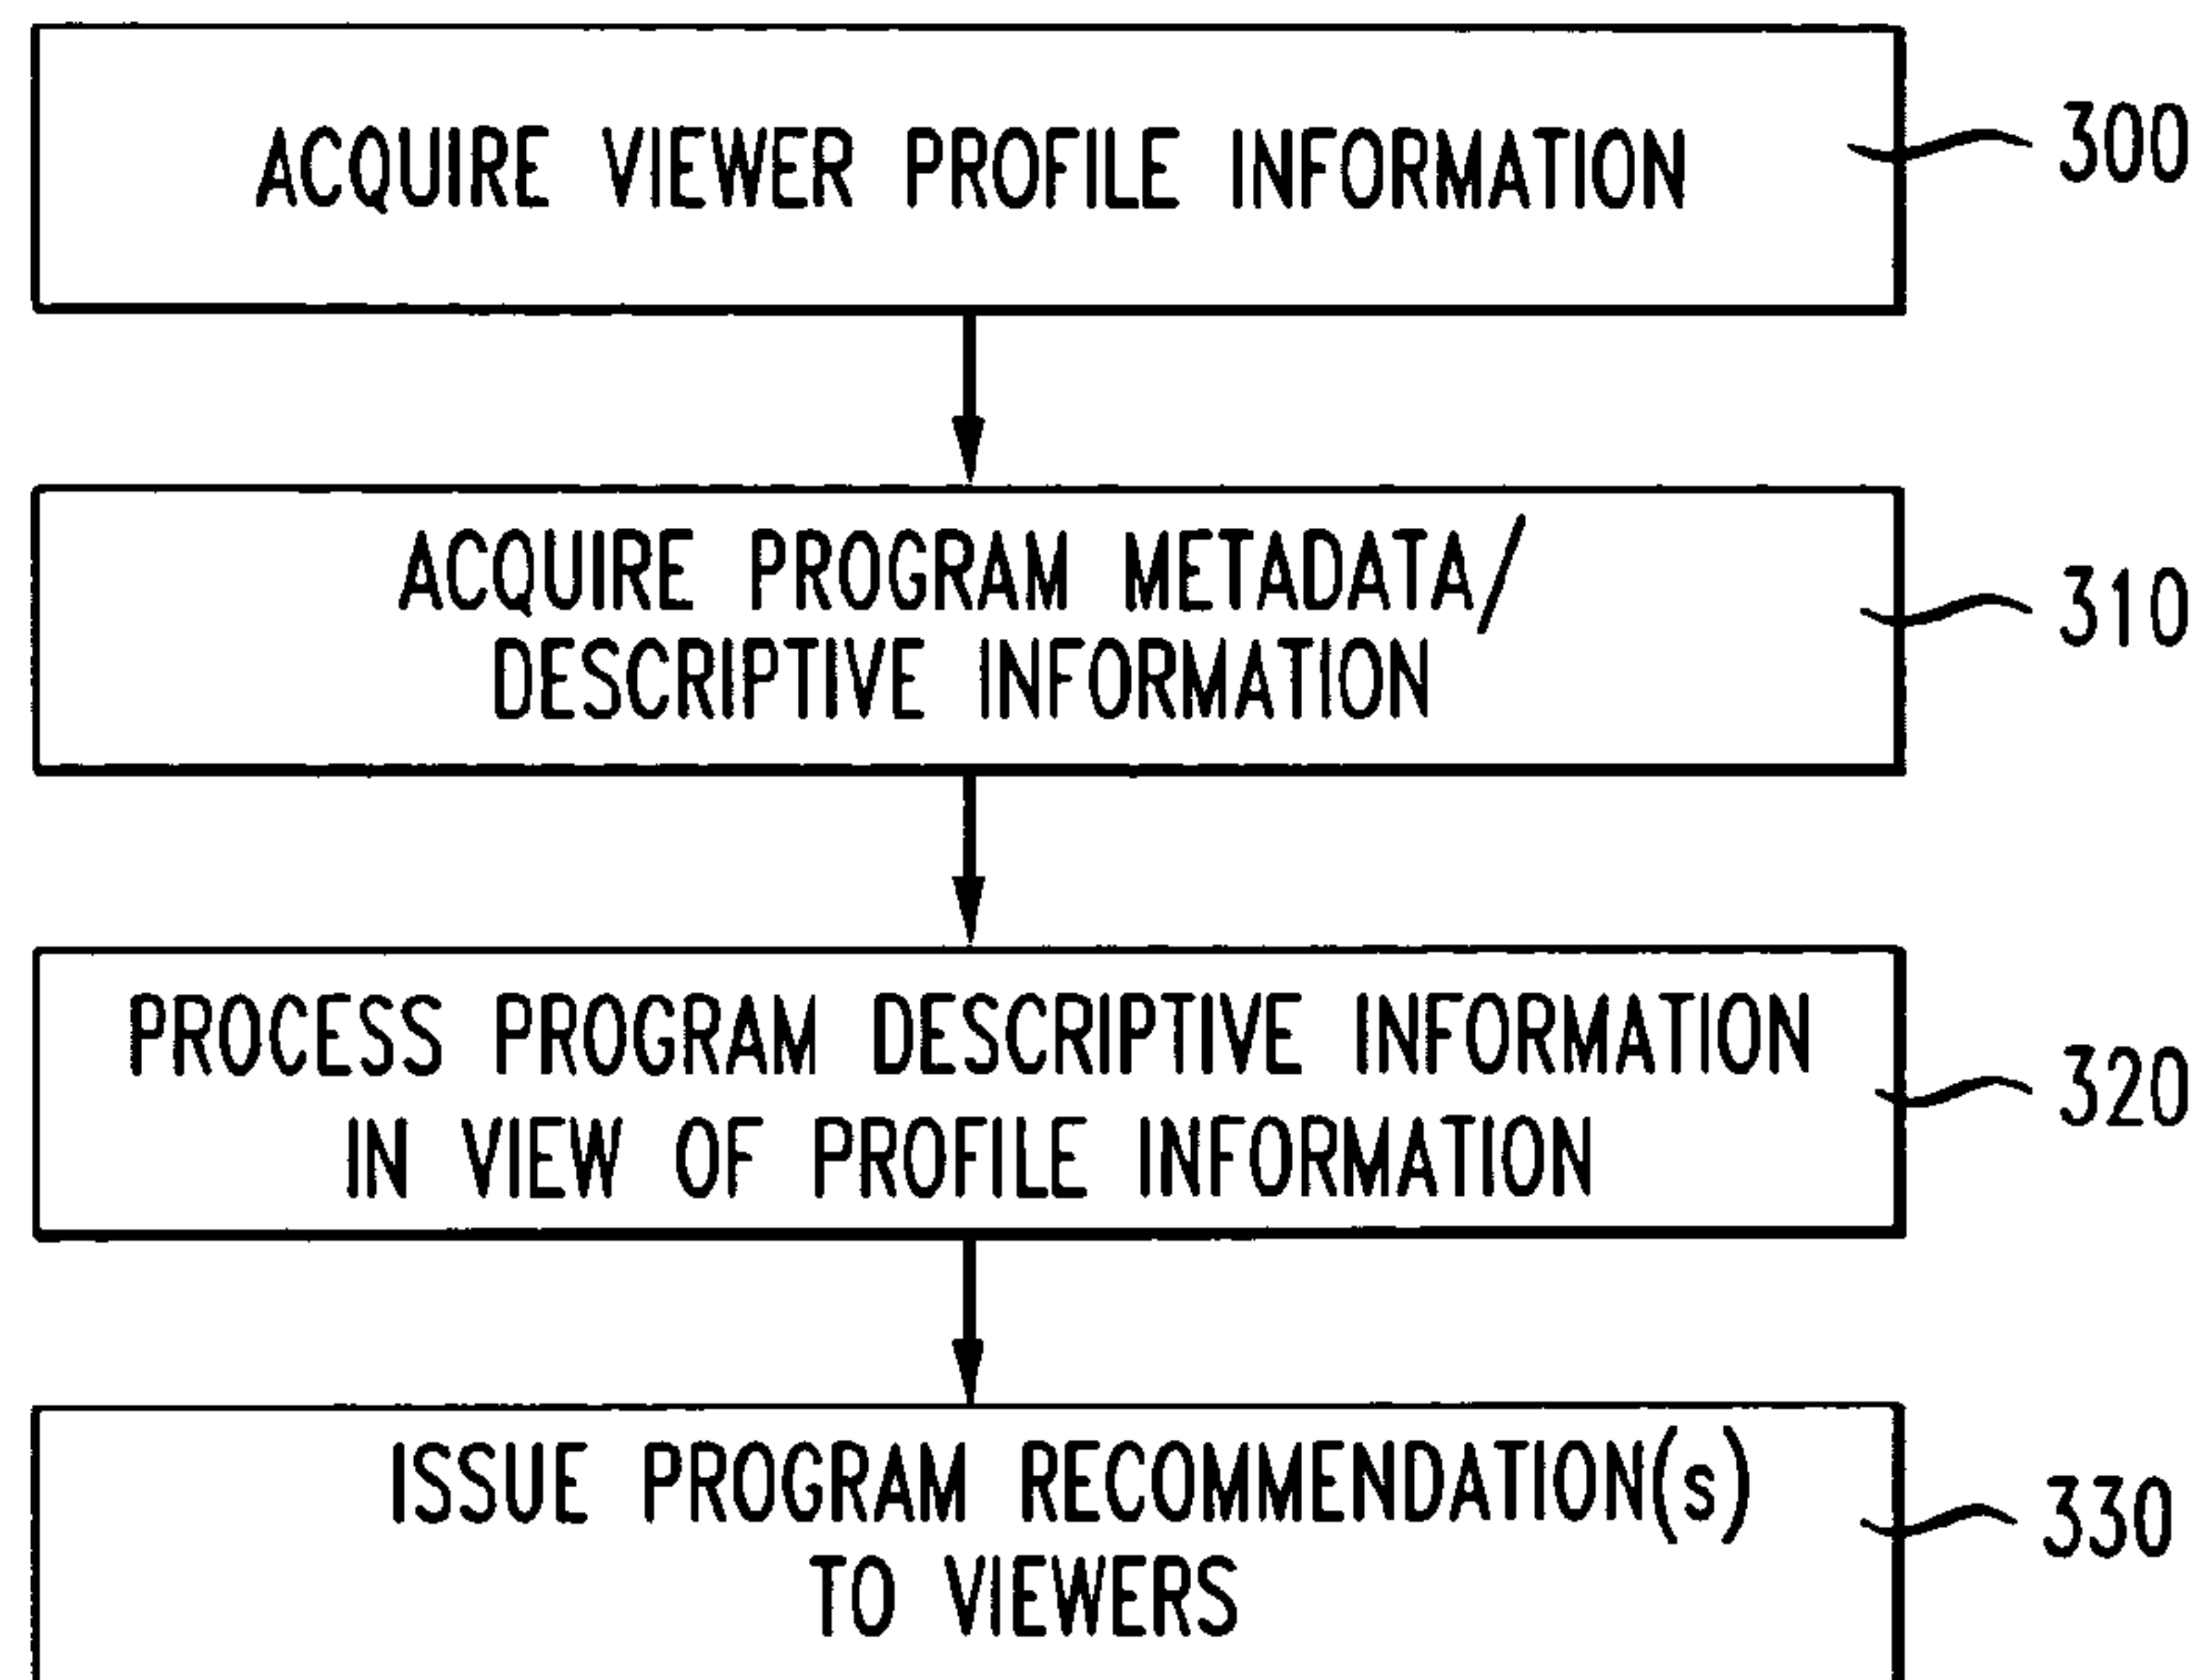 ACQUIRE VIEWER PROFILE INFORMATION
300
ACQUIRE PROGRAM METADATA/
DESCRIPTIVE INFORMATION
310
PROCESS PROGRAM DESCRIPTIVE INFORMATION
IN VIEW OF PROFILE INFORMATION
320
ISSUE PROGRAM RECOMMENDATION(s)
TO VIEWERS
330